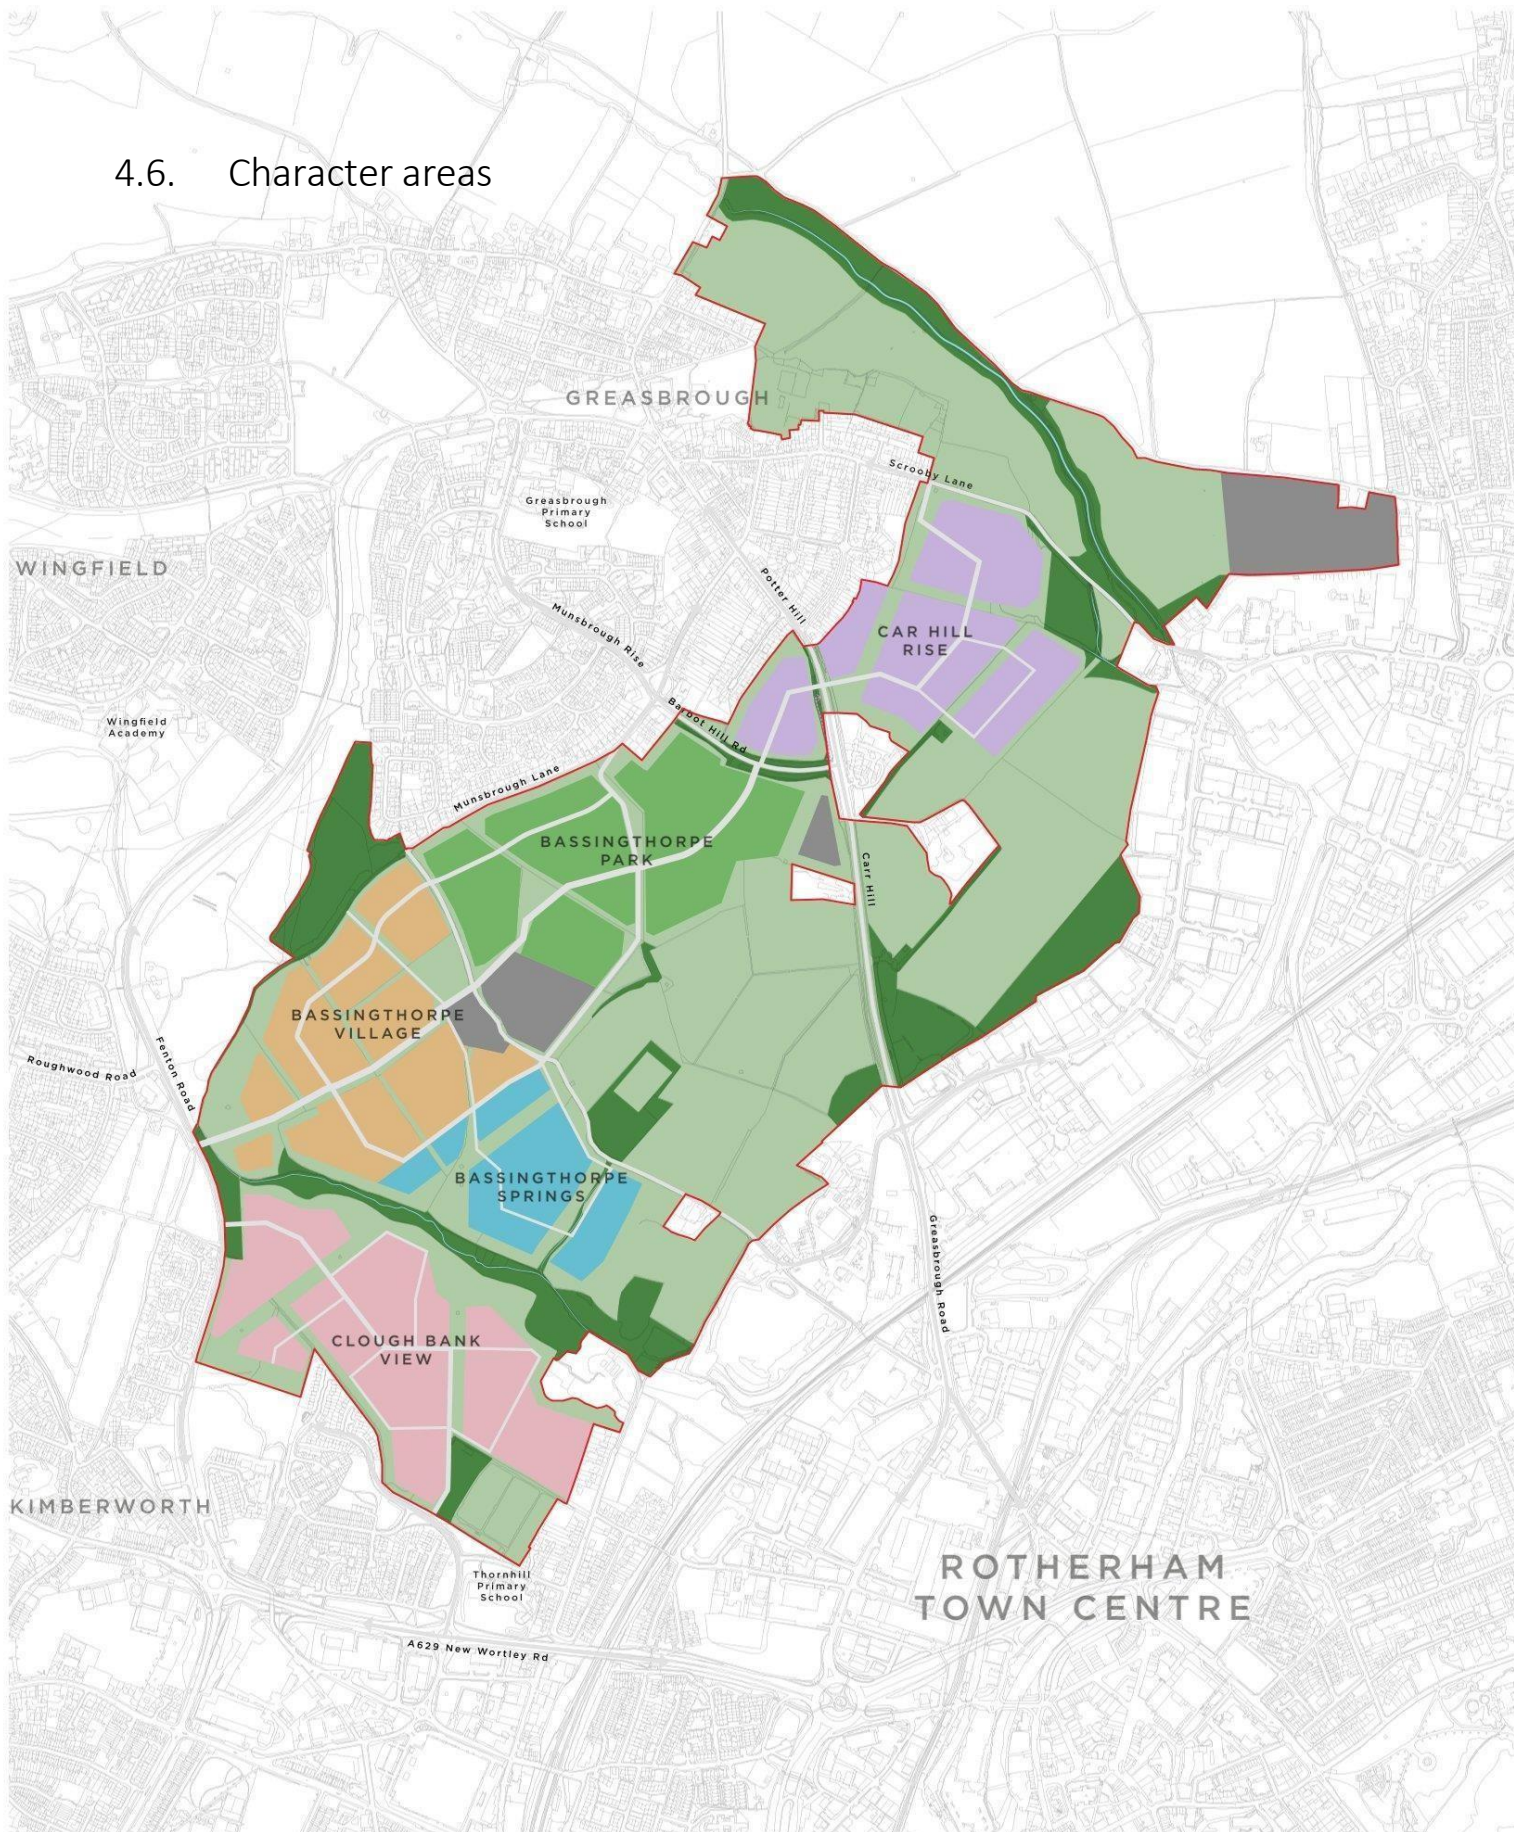 4.6. Character areas
GREASBROUGH
Scrooby Lane
Greasbrough
Primary
School
WINGFIELD
Potter Hill
Munsbrough Rise
CAR HILL
RISE
Wingfield
Academy
Barbot Hill Rd
Munsbrough Lane
BASSINGTHORPE
PARK
Carr Hill
BASSINGTHORPE
VILLAGE
Roughwood Road
Fenton Road
BASSINGTHORPE
SPRINGS
Greasbrough Road
CLOUGH BANK
VIEW
KIMBERWORTH
Thornhill
Primary
School
ROTHERHAM
TOWN CENTRE
A629 New Wortley Rd